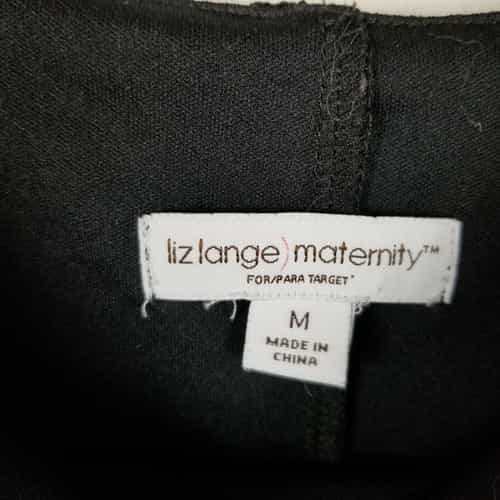 liz lange) maternity™
FOR/PARA TARGET®
M
MADE IN
CHINA